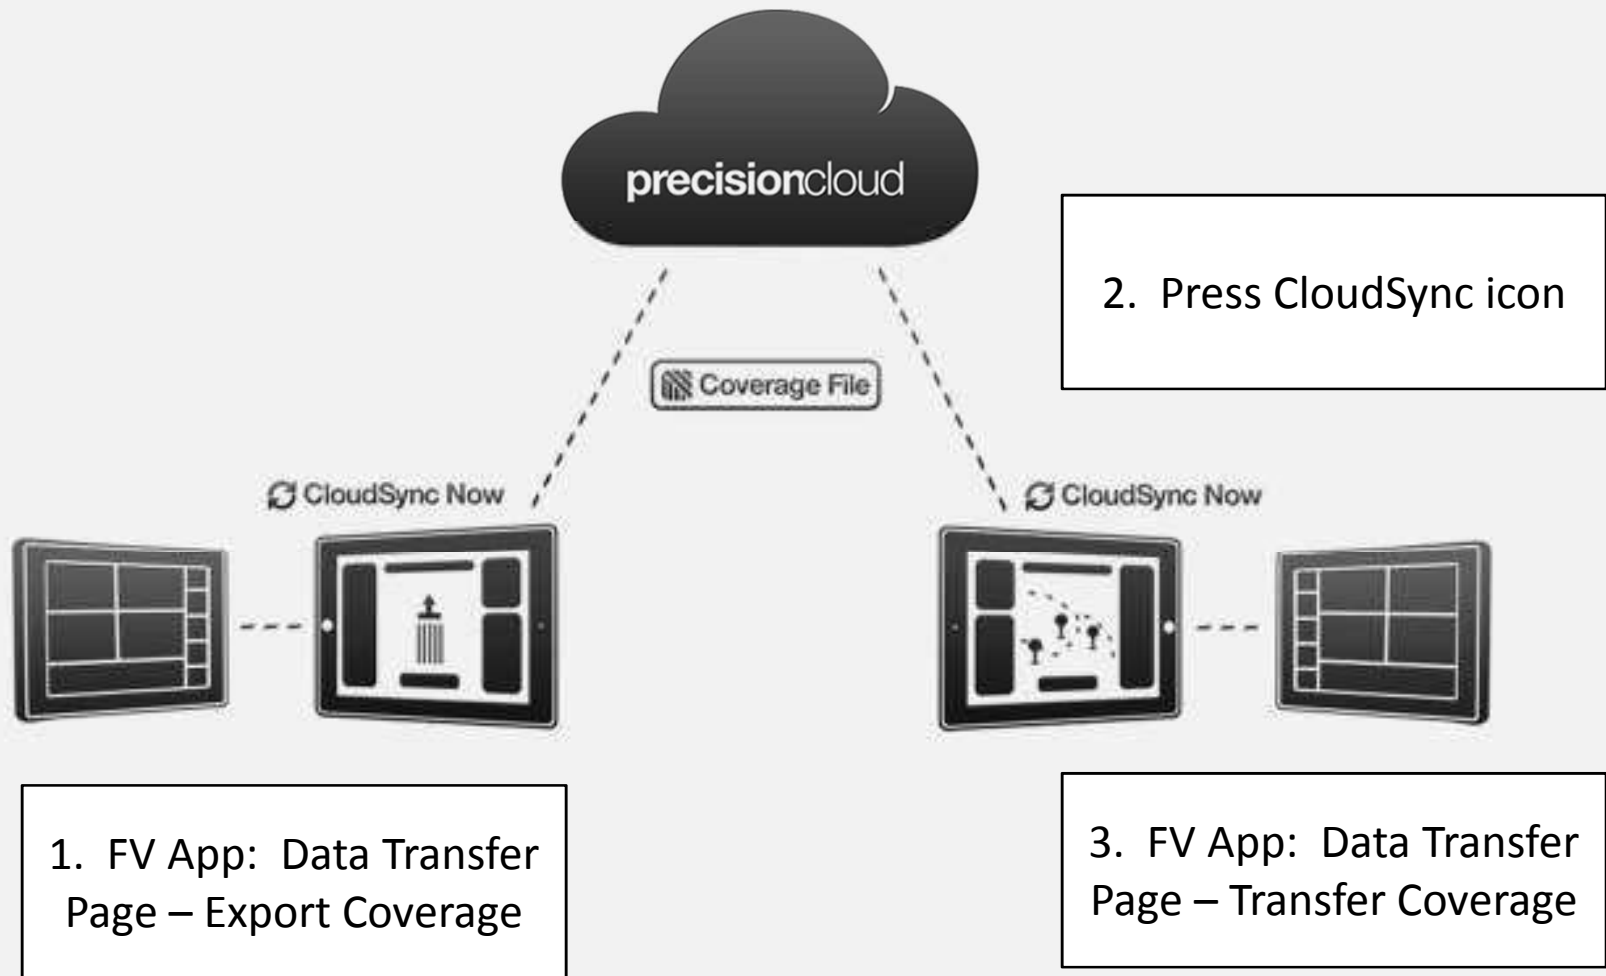 precisioncloud
2. Press CloudSync icon
Coverage File
CloudSync Now
CloudSync Now
1. FV App: Data Transfer
Page – Export Coverage
3. FV App: Data Transfer
Page – Transfer Coverage